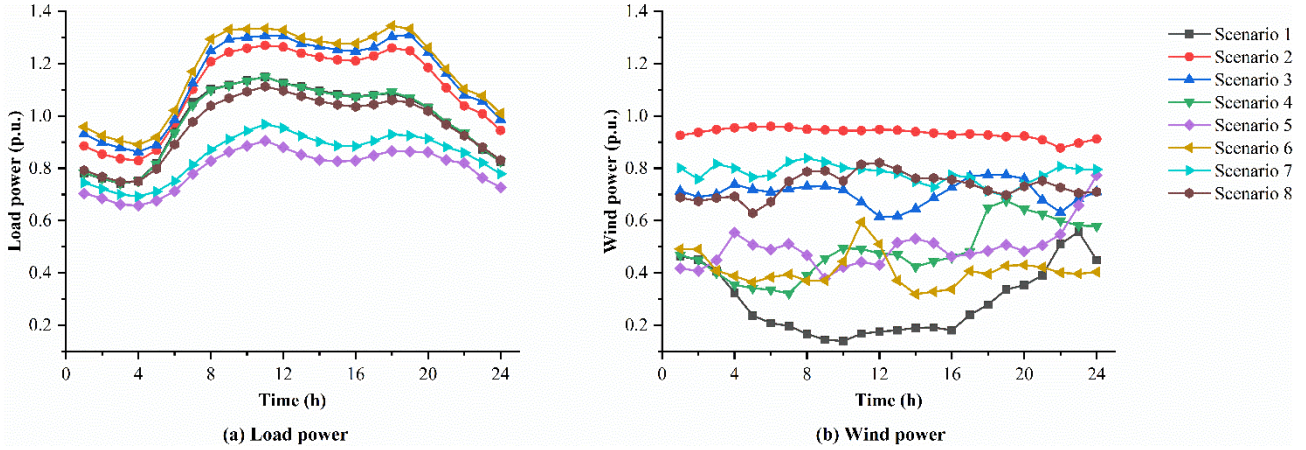 1.4
1.2
1.0
0.8
0.6
0.4
0.2
Load power (p.u.)
0 4 8 12 16 20 24
Time (h)
(a) Load power
1.4
1.2
1.0
0.8
0.6
0.4
0.2
Wind power (p.u.)
0 4 8 12 16 20 24
Time (h)
(b) Wind power
Scenario 1
Scenario 2
Scenario 3
Scenario 4
Scenario 5
Scenario 6
Scenario 7
Scenario 8